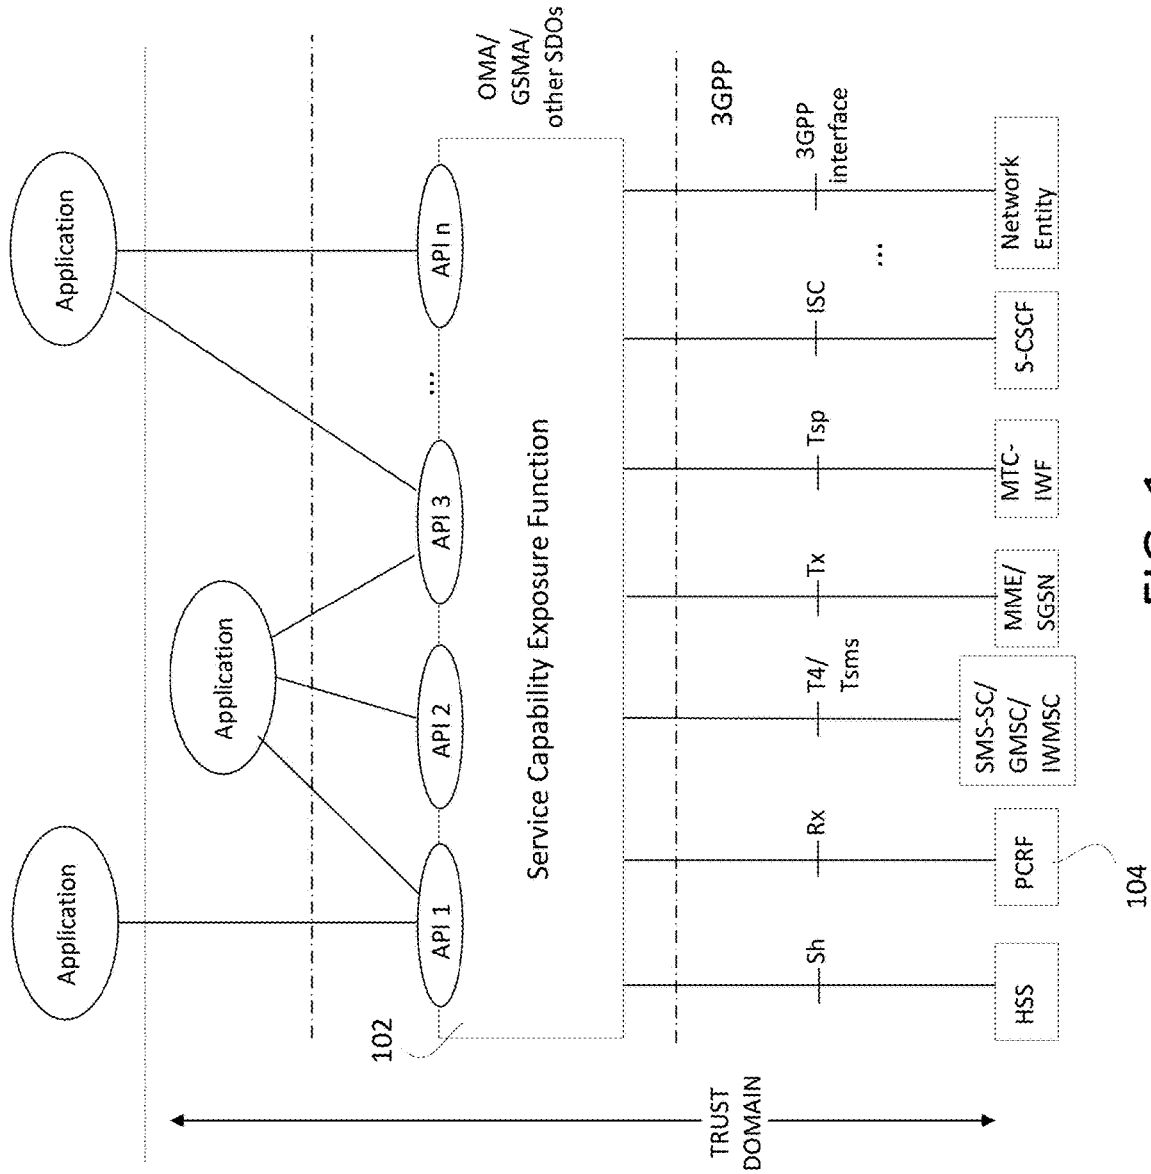 Application
Application
Application
API 1
API 2
API 3
...
API n
102
OMA/
GSMA/
other SDOs
Service Capability Exposure Function
3GPP
TRUST
DOMAIN
Sh
Rx
T4/
Tsms
Tx
Tsp
ISC
...
3GPP
interface
HSS
PCRF
SMS-SC/
GMSC/
IWMSC
MME/
SGSN
MTC-
IWF
S-CSCF
Network
Entity
104